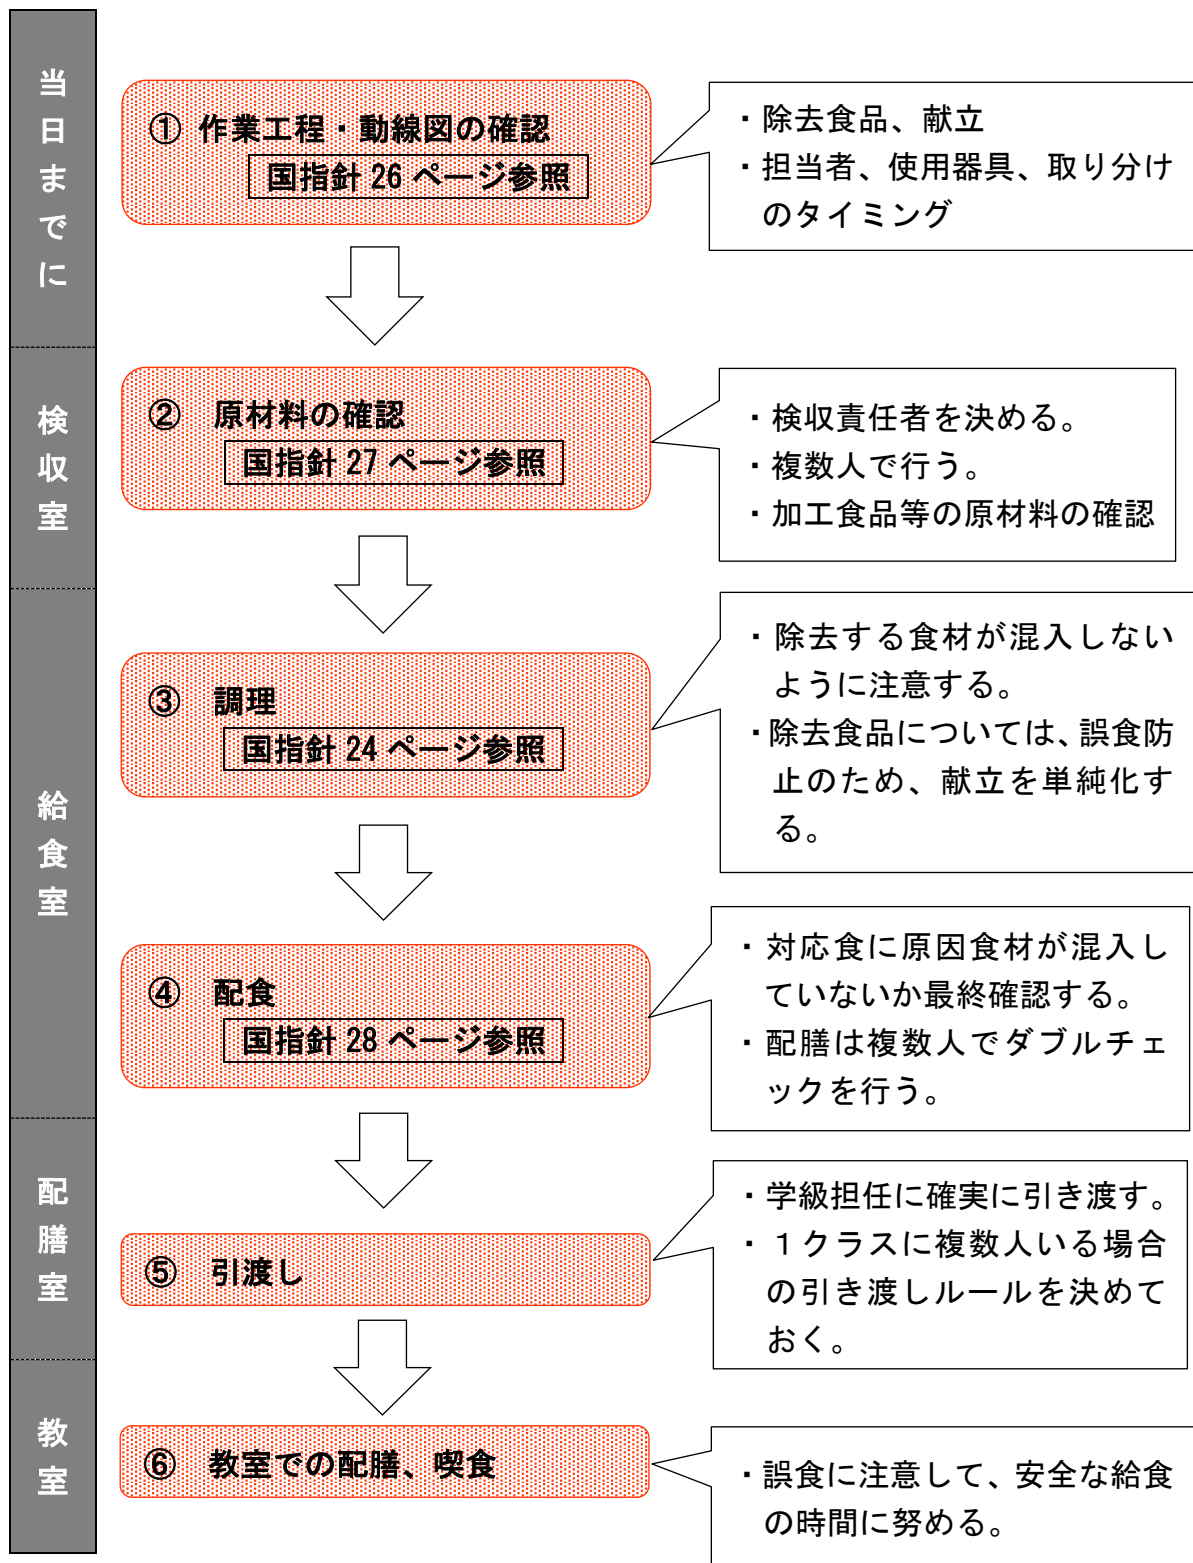 当日までに
① 作業工程・動線図の確認
国指針 26 ページ参照
・除去食品、献立
・担当者、使用器具、取り分け
のタイミング
検収室
② 原材料の確認
国指針 27 ページ参照
・検収責任者を決める。
・複数人で行う。
・加工食品等の原材料の確認
給食室
③ 調理
国指針 24 ページ参照
・除去する食材が混入しない
ように注意する。
・除去食品については、誤食防
止のため、献立を単純化す
る。
④ 配食
国指針 28 ページ参照
・対応食に原因食材が混入し
ていないか最終確認する。
・配膳は複数人でダブルチェ
ックを行う。
配膳室
⑤ 引渡し
・学級担任に確実に引き渡す。
・１クラスに複数人いる場合
の引き渡しルールを決めて
おく。
教室
⑥ 教室での配膳、喫食
・誤食に注意して、安全な給食
の時間に努める。